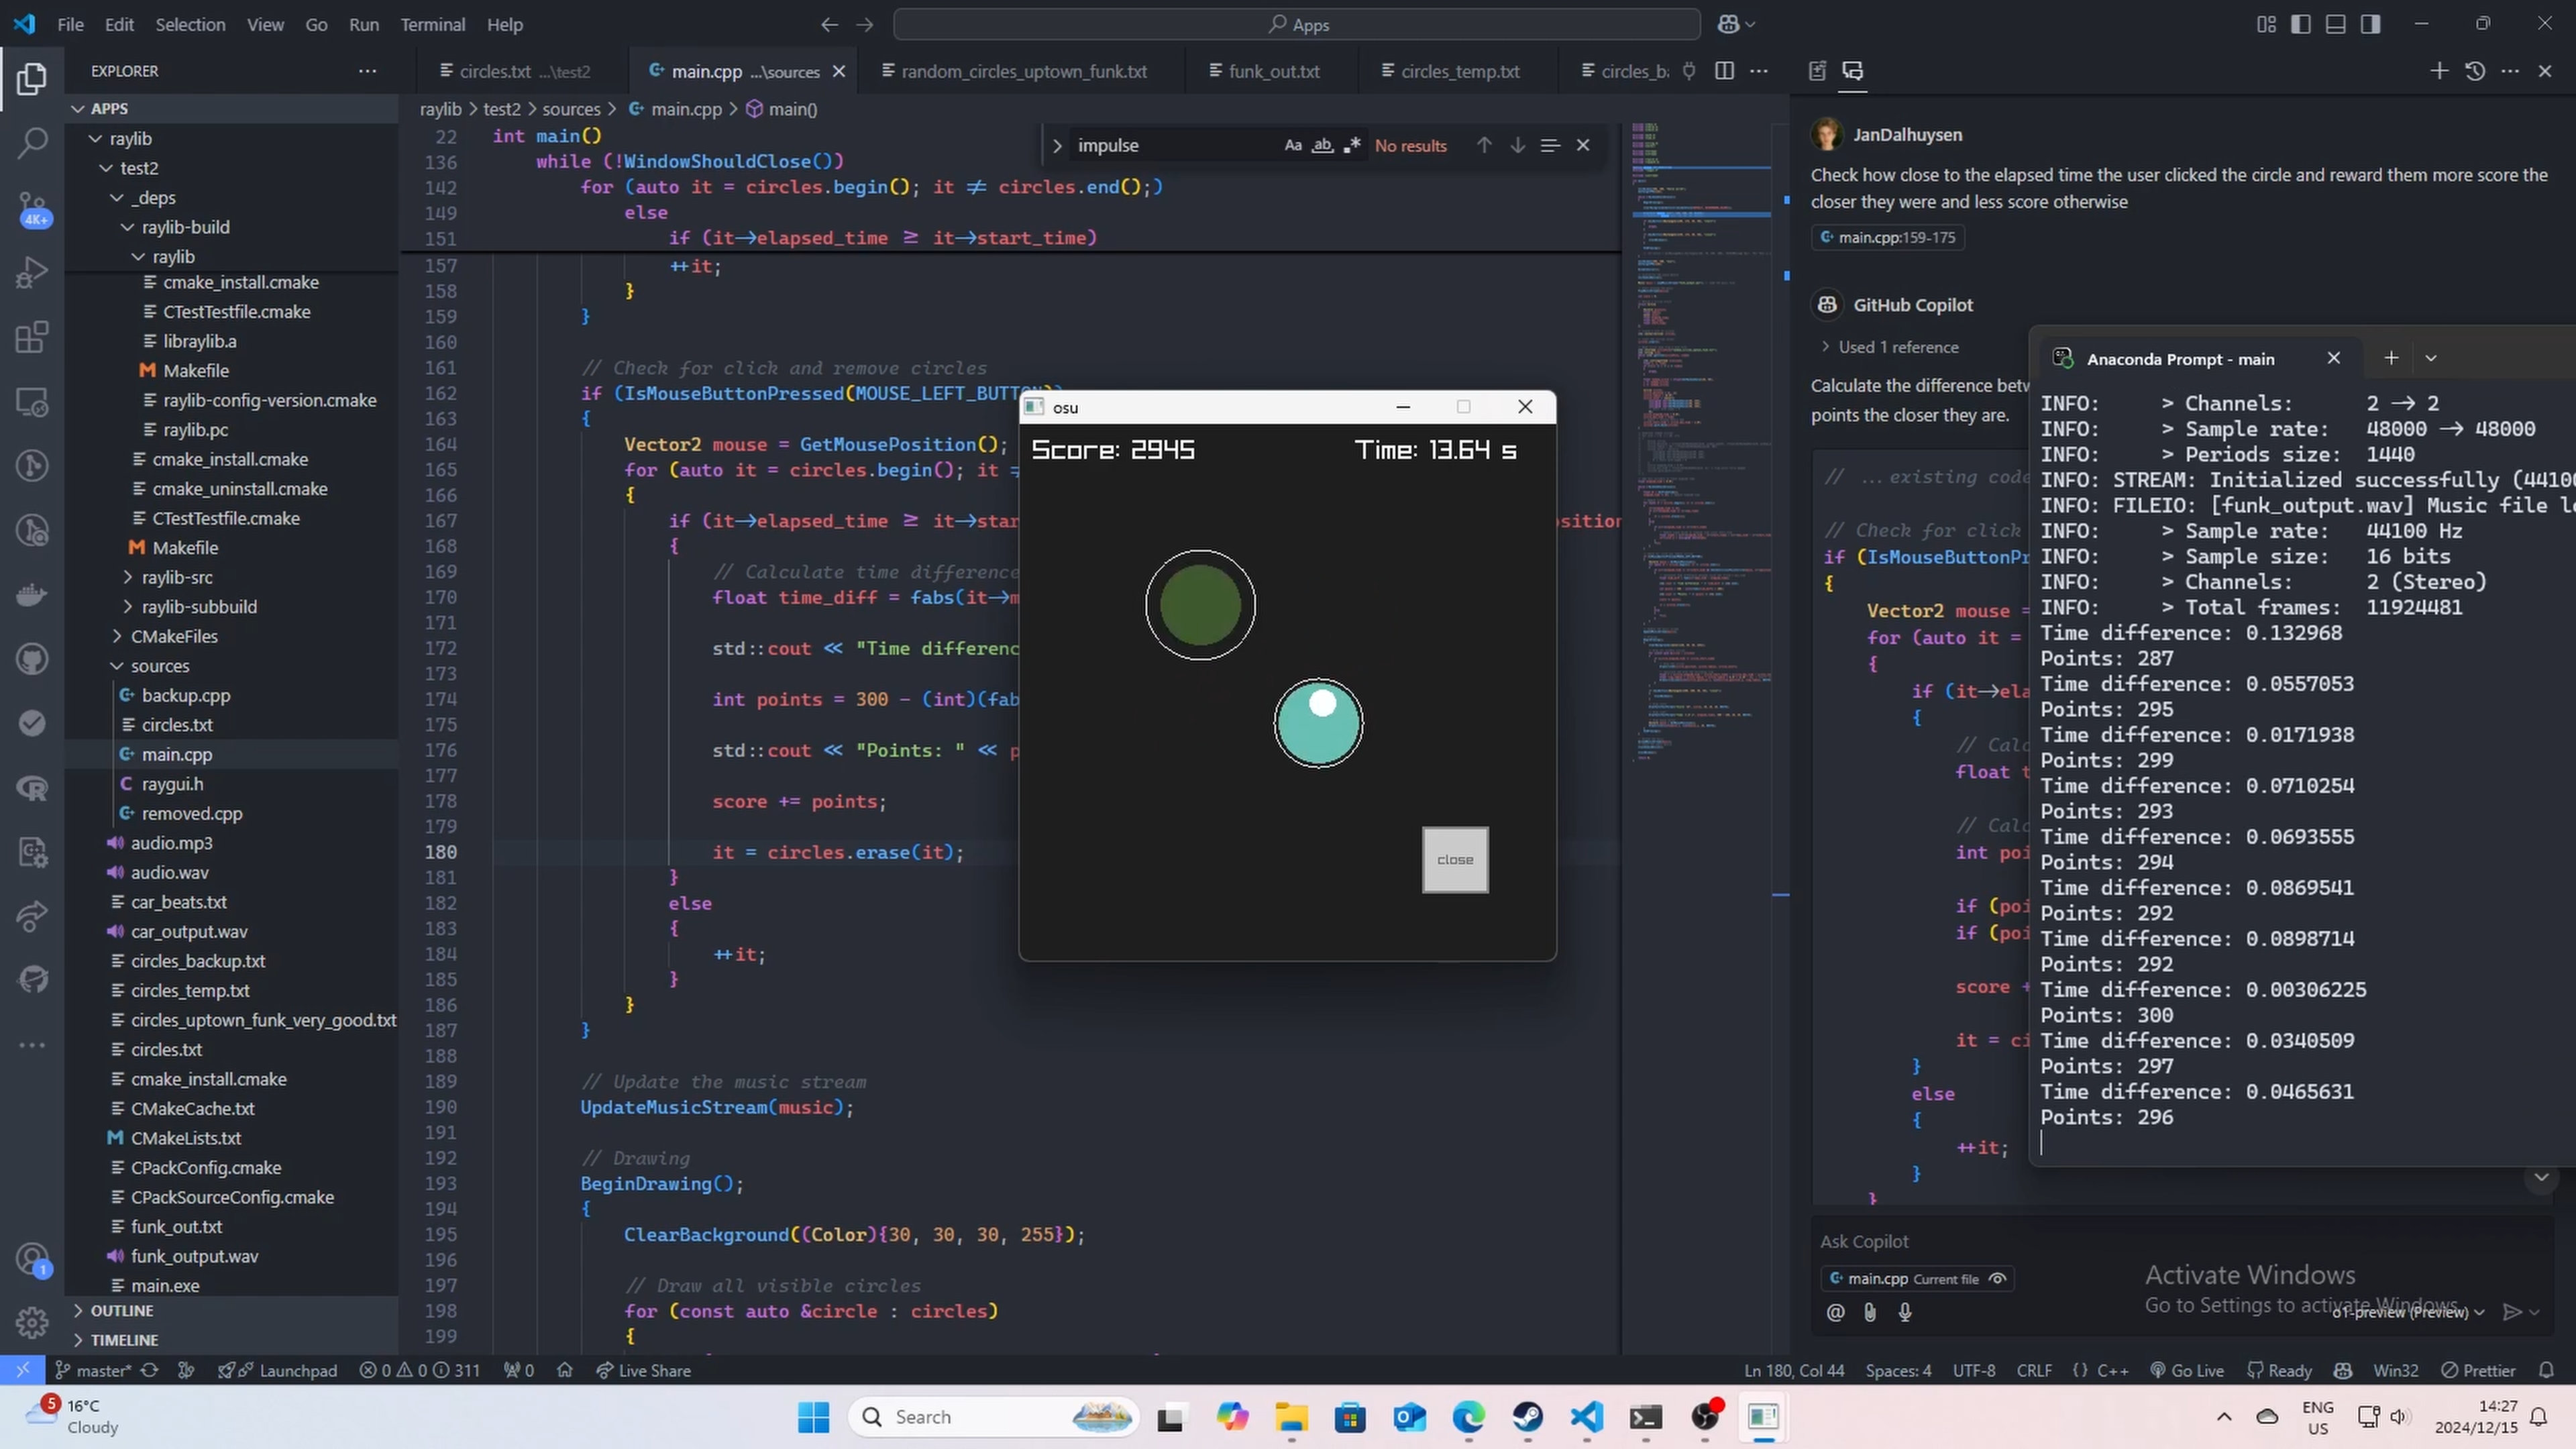 File Edit Selection View Go Run Terminal Help
Apps
EXPLORER
APPS
raylib
test2
_deps
raylib-build
raylib
cmake_install.cmake
CTestTestfile.cmake
libraylib.a
Makefile
raylib-config-version.cmake
raylib.pc
cmake_install.cmake
cmake_uninstall.cmake
CTestTestfile.cmake
Makefile
raylib-src
raylib-subbuild
CMakeFiles
sources
backup.cpp
circles.txt
main.cpp
raygui.h
removed.cpp
audio.mp3
audio.wav
car_beats.txt
car_output.wav
circles_backup.txt
circles_temp.txt
circles_uptown_funk_very_good.txt
circles.txt
cmake_install.cmake
CMakeCache.txt
CMakeLists.txt
CPackConfig.cmake
CPackSourceConfig.cmake
funk_out.txt
funk_output.wav
main.exe
OUTLINE
TIMELINE
4K+
1
circles.txt ...\test2
main.cpp ...\sources
random_circles_uptown_funk.txt
funk_out.txt
circles_temp.txt
circles_b
raylib > test2 > sources > main.cpp > main()
impulse
Aa ab
No results
22 int main()
136 while (!WindowShouldClose())
142 for (auto it = circles.begin(); it ≠ circles.end();)
149 else
151 if (it→elapsed_time ≥ it→start_time)
157 ++it;
158 }
159 }
160
161 // Check for click and remove circles
162 if (IsMouseButtonPressed(MOUSE_LEFT_BUTTON))
163 {
164 Vector2 mouse = GetMousePosition();
165 for (auto it = circles.begin(); it
166 {
167 if (it→elapsed_time ≥ it→star
osition
168 {
169 // Calculate time difference
170 float time_diff = fabs(it→m
171
172 std::cout << "Time differenc
173
174 int points = 300 - (int)(fab
175
176 std::cout << "Points: " << p
177
178 score += points;
179
180 it = circles.erase(it);
181 }
182 else
183 {
184 ++it;
185 }
186 }
187 }
188
189 // Update the music stream
190 UpdateMusicStream(music);
191
192 // Drawing
193 BeginDrawing();
194 {
195 ClearBackground((Color){30, 30, 30, 255});
196
197 // Draw all visible circles
198 for (const auto &circle : circles)
199 {
osu
Score: 2945 Time: 13.64 s
close
JanDalhuysen
Check how close to the elapsed time the user clicked the circle and reward them more score the
closer they were and less score otherwise
main.cpp:159-175
GitHub Copilot
Used 1 reference
Calculate the difference betw
points the closer they are.
// ...existing code
// Check for click
if (IsMouseButtonPr
{
Vector2 mouse =
for (auto it =
{
if (it→ela
{
// Calc
float t
// Calc
int poi
if (poi
if (poi
score +
it = ci
}
else
{
++it;
}
}
Anaconda Prompt - main
INFO: > Channels: 2 → 2
INFO: > Sample rate: 48000 → 48000
INFO: > Periods size: 1440
INFO: STREAM: Initialized successfully (44100
INFO: FILEIO: [funk_output.wav] Music file lo
INFO: > Sample rate: 44100 Hz
INFO: > Sample size: 16 bits
INFO: > Channels: 2 (Stereo)
INFO: > Total frames: 11924481
Time difference: 0.132968
Points: 287
Time difference: 0.0557053
Points: 295
Time difference: 0.0171938
Points: 299
Time difference: 0.0710254
Points: 293
Time difference: 0.0693555
Points: 294
Time difference: 0.0869541
Points: 292
Time difference: 0.0898714
Points: 292
Time difference: 0.00306225
Points: 300
Time difference: 0.0340509
Points: 297
Time difference: 0.0465631
Points: 296
Ask Copilot
main.cpp Current file
Activate Windows
Go to Settings to activate Windows.
o1-preview (Preview)
master* Launchpad 0 0 311 0 Live Share
Ln 180, Col 44 Spaces: 4 UTF-8 CRLF {} C++ Go Live Ready Win32 Prettier
5
16°C
Cloudy
Search
ENG
US
14:27
2024/12/15